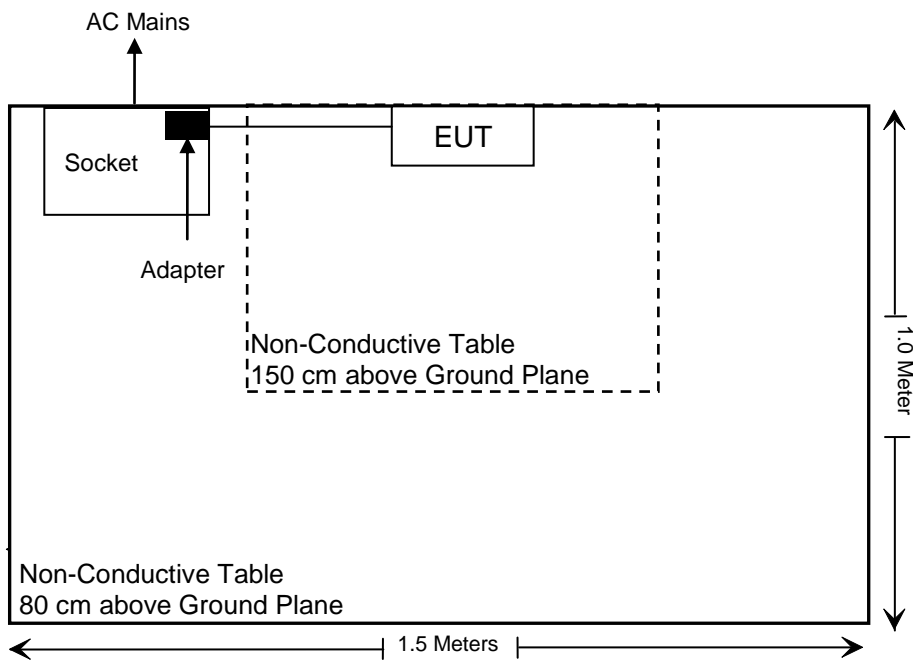 AC Mains
EUT
Socket
Adapter
Non-Conductive Table
150 cm above Ground Plane
1.0 Meter
Non-Conductive Table
80 cm above Ground Plane
1.5 Meters